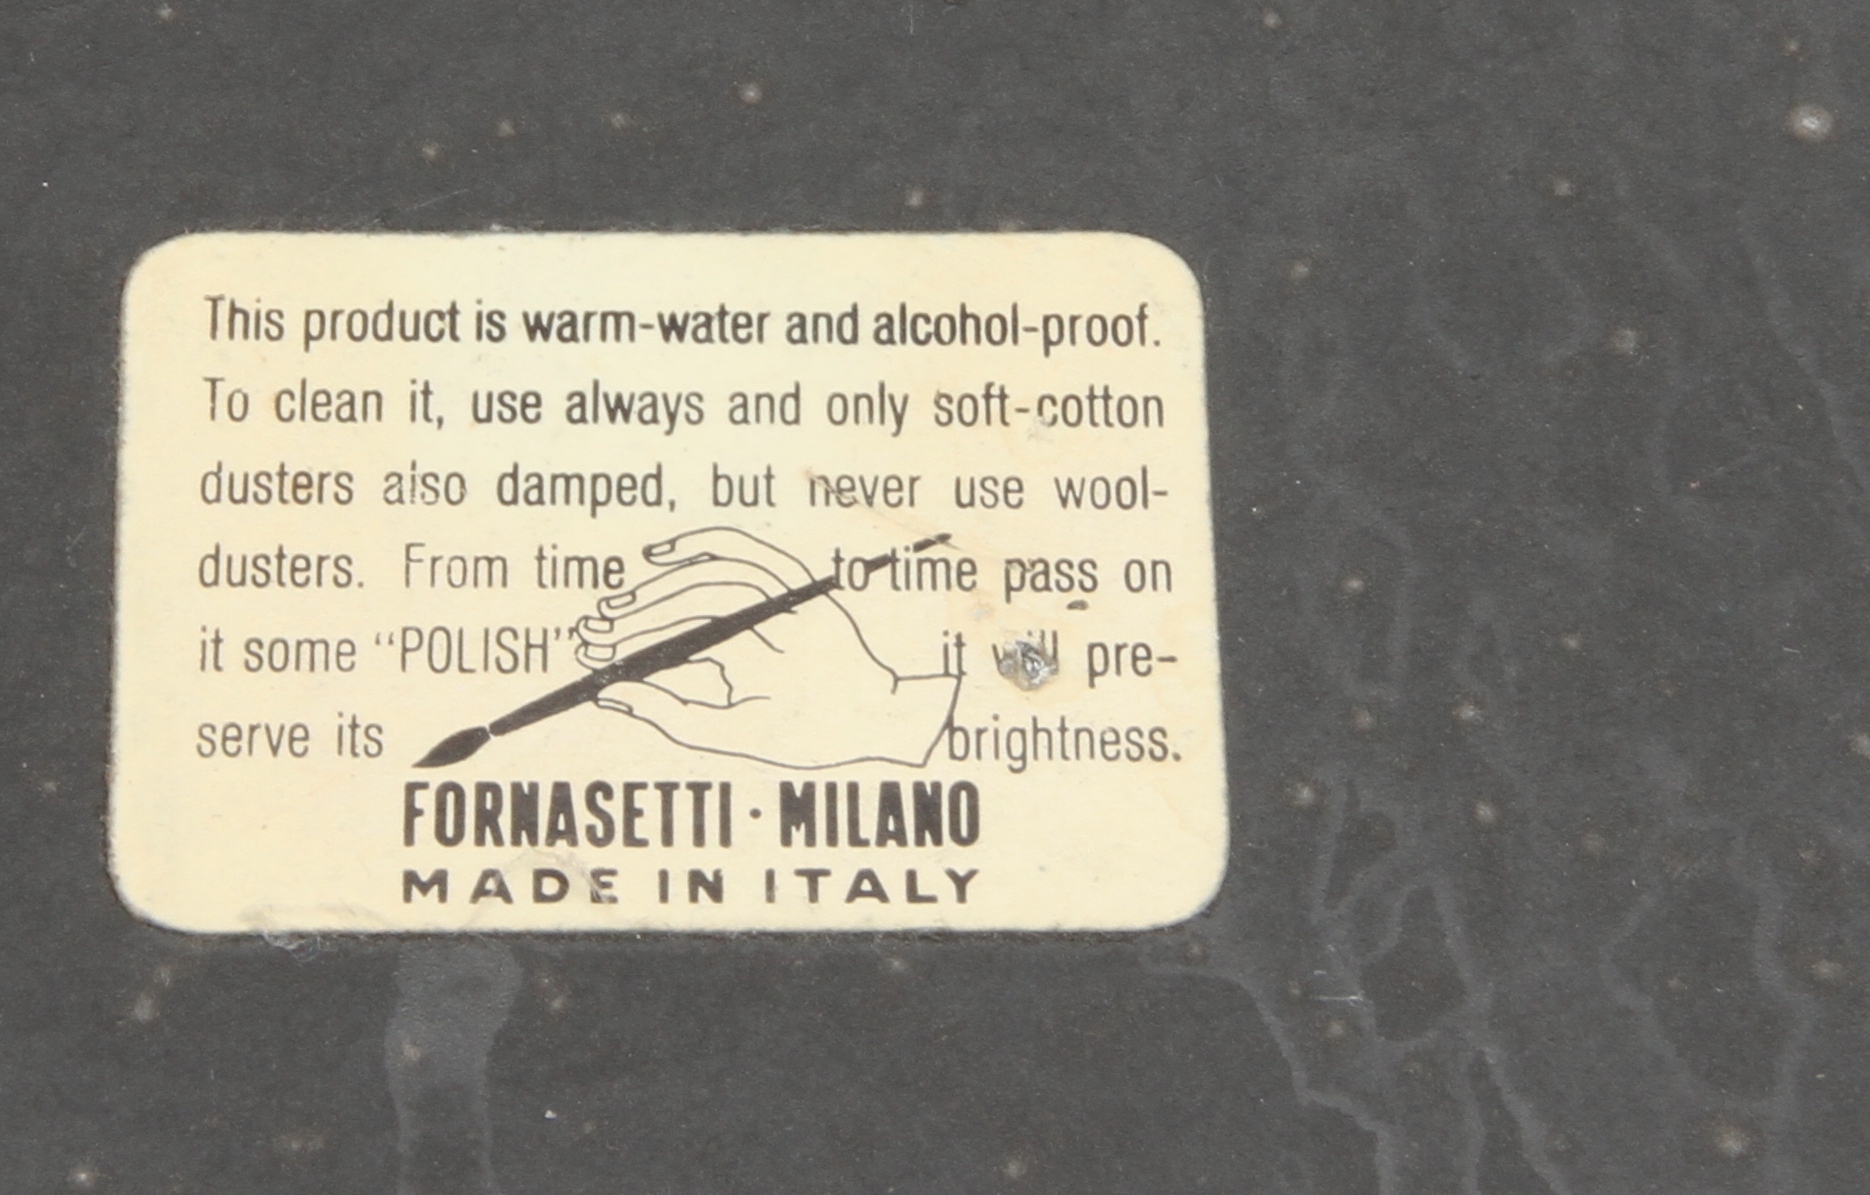 This product is warm-water and alcohol-proof.
To clean it, use always and only soft-cotton
dusters also damped, but never use wool-
dusters. From time to time pass on
it some “POLISH” it will pre-
serve its brightness.
FORNASETTI · MILANO
MADE IN ITALY